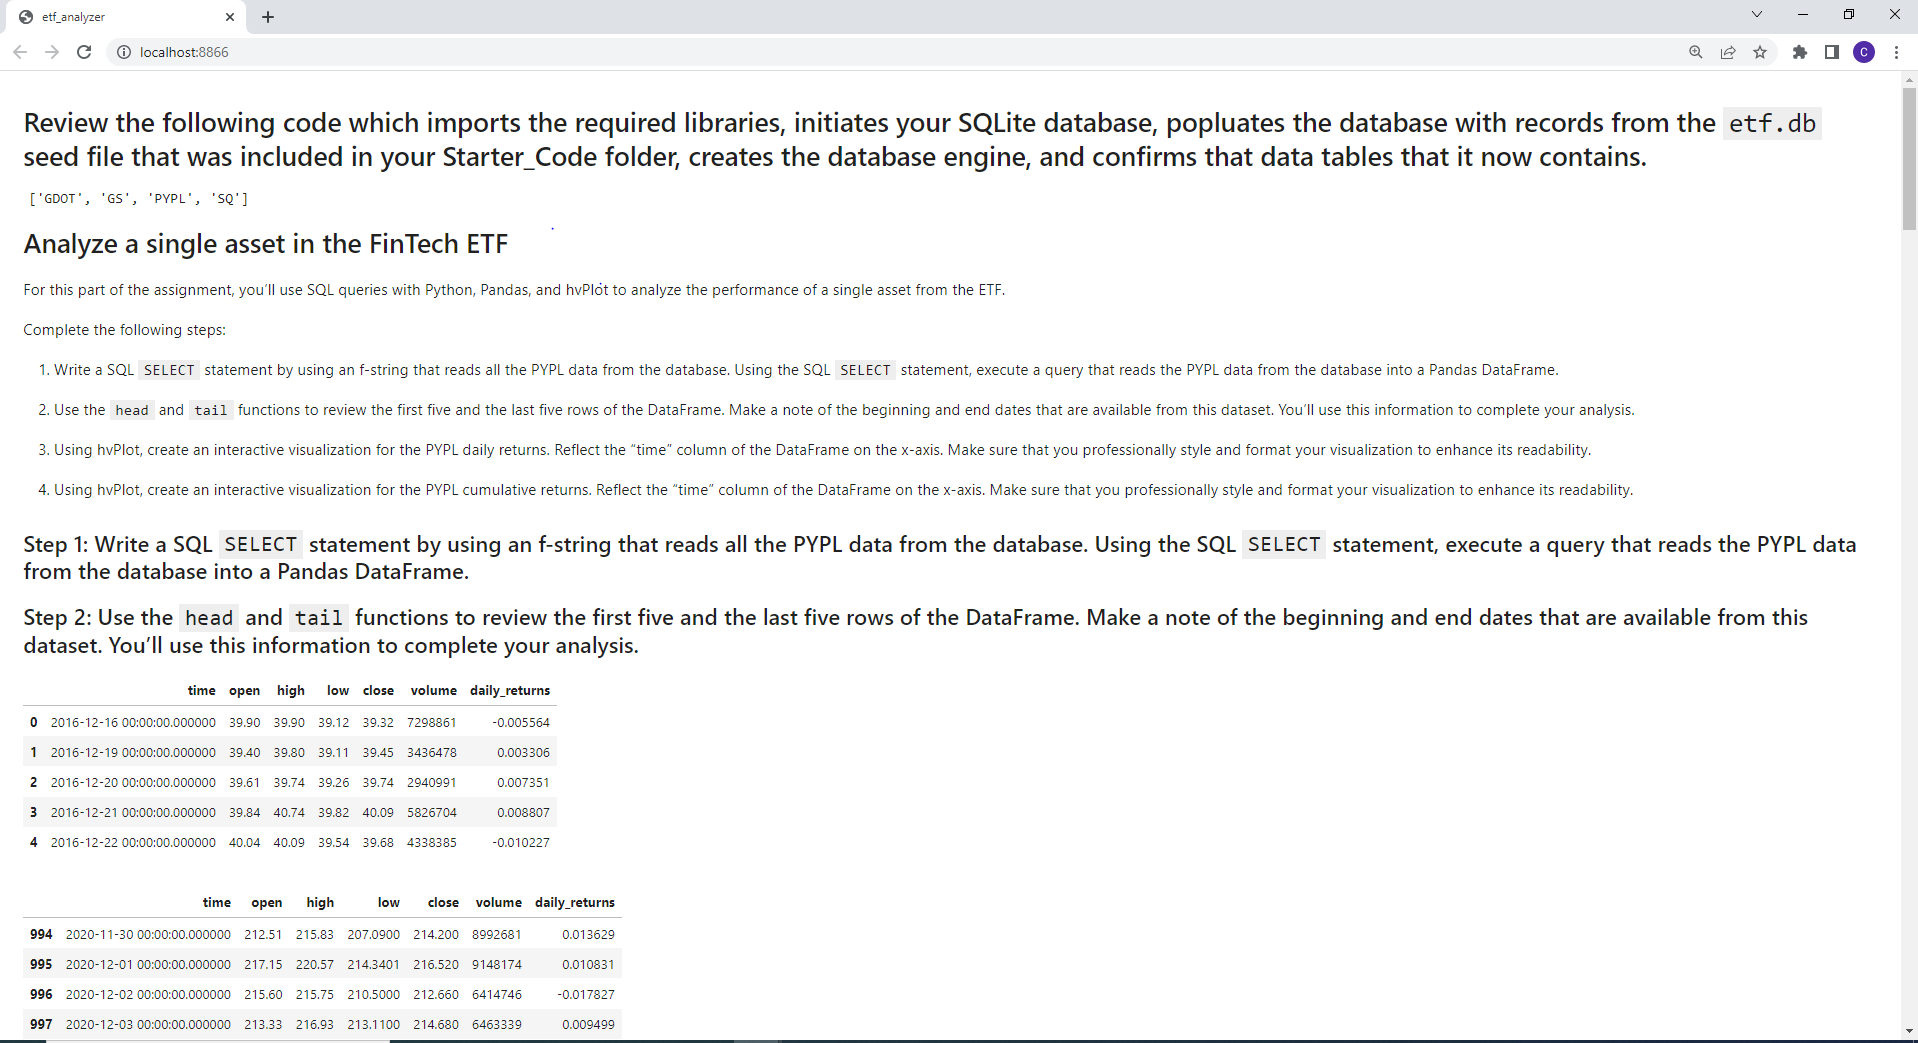 etf_analyzer
localhost:8866
C
Review the following code which imports the required libraries, initiates your SQLite database, popluates the database with records from the etf.db
seed file that was included in your Starter_Code folder, creates the database engine, and confirms that data tables that it now contains.
['GDOT', 'GS', 'PYPL', 'SQ']
Analyze a single asset in the FinTech ETF
For this part of the assignment, you’ll use SQL queries with Python, Pandas, and hvPlot to analyze the performance of a single asset from the ETF.
Complete the following steps:
1. Write a SQL SELECT statement by using an f-string that reads all the PYPL data from the database. Using the SQL SELECT statement, execute a query that reads the PYPL data from the database into a Pandas DataFrame.
2. Use the head and tail functions to review the first five and the last five rows of the DataFrame. Make a note of the beginning and end dates that are available from this dataset. You’ll use this information to complete your analysis.
3. Using hvPlot, create an interactive visualization for the PYPL daily returns. Reflect the “time” column of the DataFrame on the x-axis. Make sure that you professionally style and format your visualization to enhance its readability.
4. Using hvPlot, create an interactive visualization for the PYPL cumulative returns. Reflect the “time” column of the DataFrame on the x-axis. Make sure that you professionally style and format your visualization to enhance its readability.
Step 1: Write a SQL SELECT statement by using an f-string that reads all the PYPL data from the database. Using the SQL SELECT statement, execute a query that reads the PYPL data
from the database into a Pandas DataFrame.
Step 2: Use the head and tail functions to review the first five and the last five rows of the DataFrame. Make a note of the beginning and end dates that are available from this
dataset. You’ll use this information to complete your analysis.
time open high low close volume daily_returns
0 2016-12-16 00:00:00.000000 39.90 39.90 39.12 39.32 7298861 -0.005564
1 2016-12-19 00:00:00.000000 39.40 39.80 39.11 39.45 3436478 0.003306
2 2016-12-20 00:00:00.000000 39.61 39.74 39.26 39.74 2940991 0.007351
3 2016-12-21 00:00:00.000000 39.84 40.74 39.82 40.09 5826704 0.008807
4 2016-12-22 00:00:00.000000 40.04 40.09 39.54 39.68 4338385 -0.010227
time open high low close volume daily_returns
994 2020-11-30 00:00:00.000000 212.51 215.83 207.0900 214.200 8992681 0.013629
995 2020-12-01 00:00:00.000000 217.15 220.57 214.3401 216.520 9148174 0.010831
996 2020-12-02 00:00:00.000000 215.60 215.75 210.5000 212.660 6414746 -0.017827
997 2020-12-03 00:00:00.000000 213.33 216.93 213.1100 214.680 6463339 0.009499